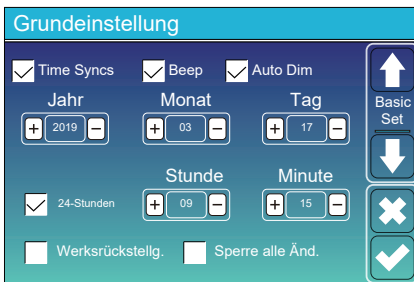 Grundeinstellung
Time Syncs Beep Auto Dim
Jahr Monat Tag
+ 2019 − + 03 − + 17 −
Basic
Set
Stunde Minute
24-Stunden + 09 − + 15 −
Werksrückstellg. Sperre alle Änd.